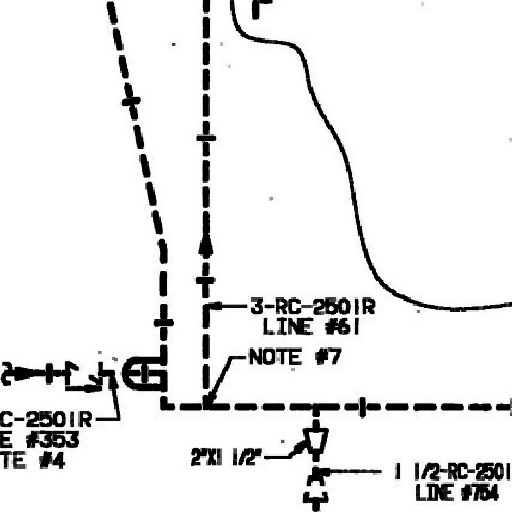 3-RC-2501R
LINE #61
NOTE #7
C-2501R
E #353
TE #4
2"X1 1/2"
1 1/2-RC-2501
LINE #754